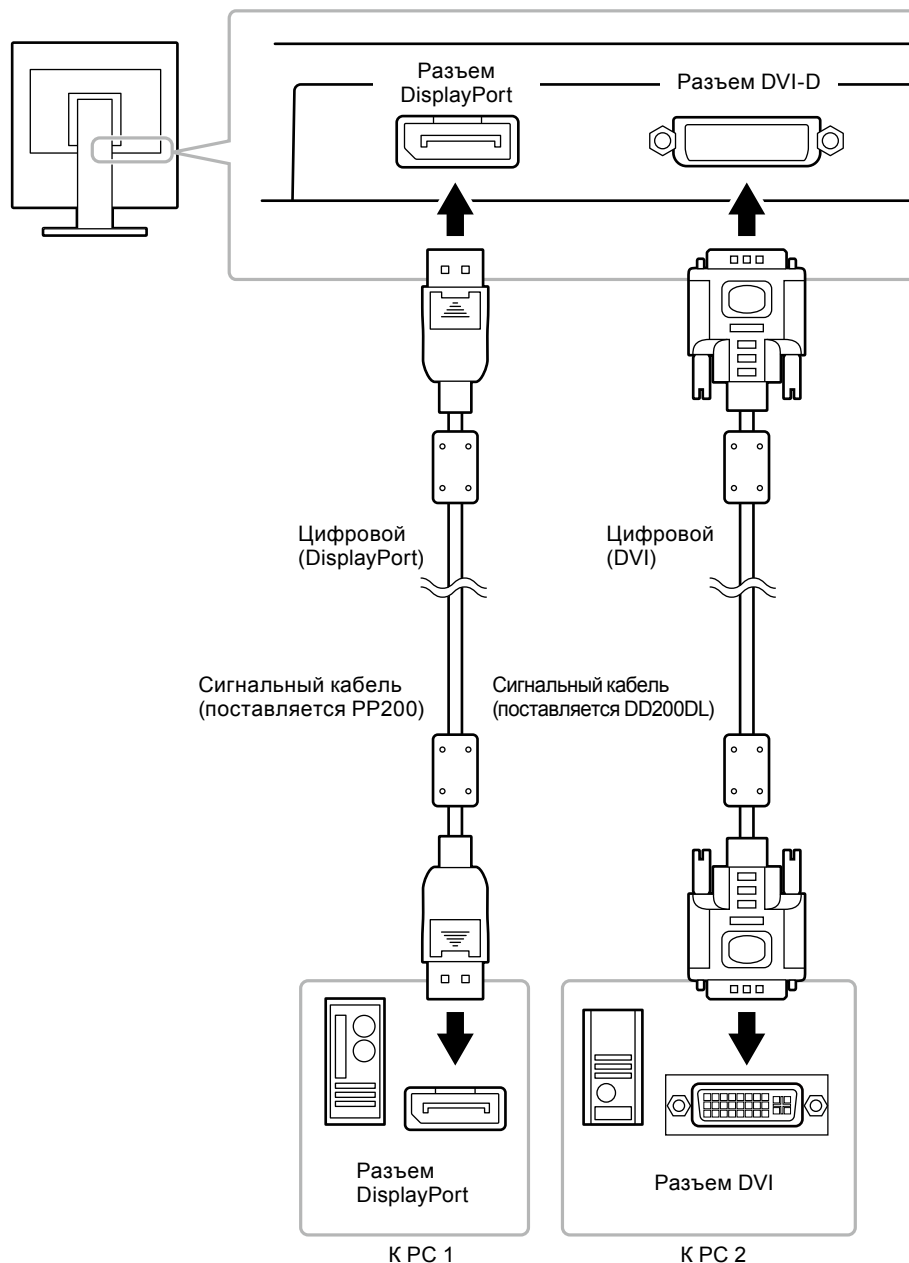 Разъем
DisplayPort
Разъем DVI-D
Цифровой
(DisplayPort)
Цифровой
(DVI)
Сигнальный кабель
(поставляется PP200)
Сигнальный кабель
(поставляется DD200DL)
Разъем
DisplayPort
Разъем DVI
К PC 1
К PC 2